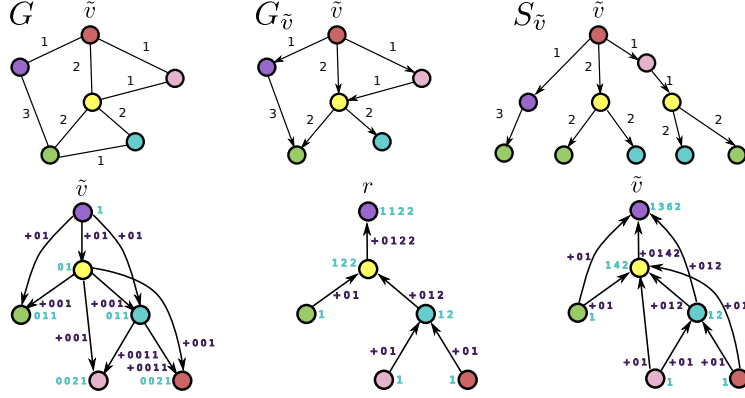 G ṽ
G_ṽ ṽ
S_ṽ ṽ
1 1 2 1 3 2 2 1
1 1 2 1 3 2 2
1 2 1 1 3 2 2 2 2
ṽ
1
+01 +01 +01
01
+001 +001
011 011
+001 +001
+0011
+0011
0021 0021
r
1122
+0122
122
+01 +012
1 12
+01 +01
1 1
ṽ
1362
+01 +0142 +012
142
+01 +012 +01
1 12
+01 +01 +01
1 1